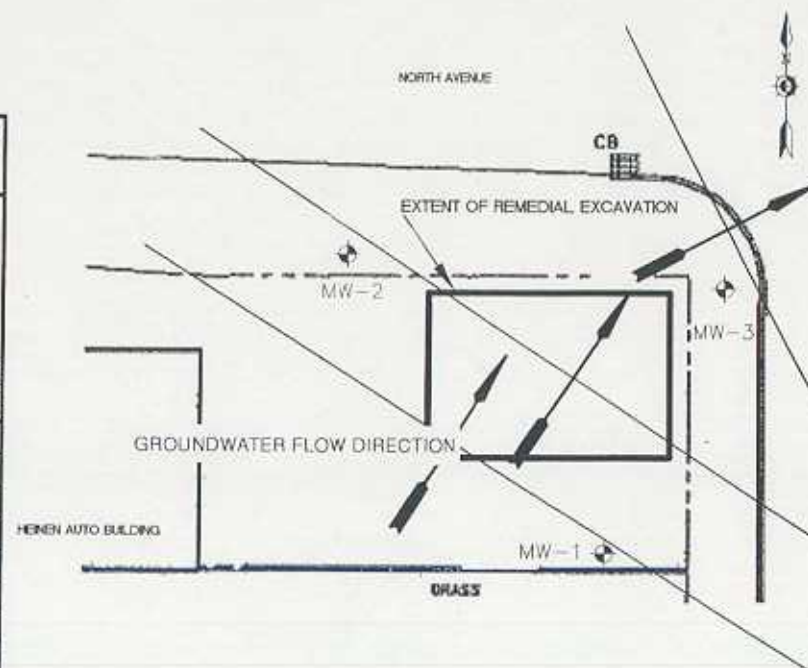 NORTH AVENUE
N
CB
EXTENT OF REMEDIAL EXCAVATION
MW-2
MW-3
GROUNDWATER FLOW DIRECTION
HEINEN AUTO BUILDING
MW-1
GRASS